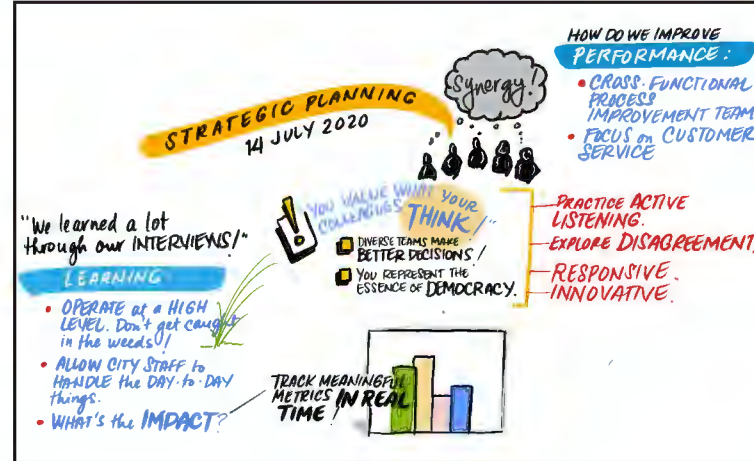 STRATEGIC PLANNING
14 JULY 2020
Synergy!
HOW DO WE IMPROVE
PERFORMANCE:
• CROSS-FUNCTIONAL
PROCESS
IMPROVEMENT TEAM
• FOCUS on CUSTOMER
SERVICE
"We learned a lot
through our INTERVIEWS!"
LEARNING
• OPERATE at a HIGH
LEVEL. Don't get caught
in the weeds!
• ALLOW CITY STAFF to
HANDLE the DAY-to-DAY
things.
• WHAT'S the IMPACT?
TRACK MEANINGFUL
METRICS IN REAL
TIME!
YOU VALUE WHAT YOUR
COLLEAGUES THINK!"
DIVERSE TEAMS MAKE
BETTER DECISIONS!
YOU REPRESENT THE
ESSENCE OF DEMOCRACY.
PRACTICE ACTIVE
LISTENING.
EXPLORE DISAGREEMENT
RESPONSIVE.
INNOVATIVE.